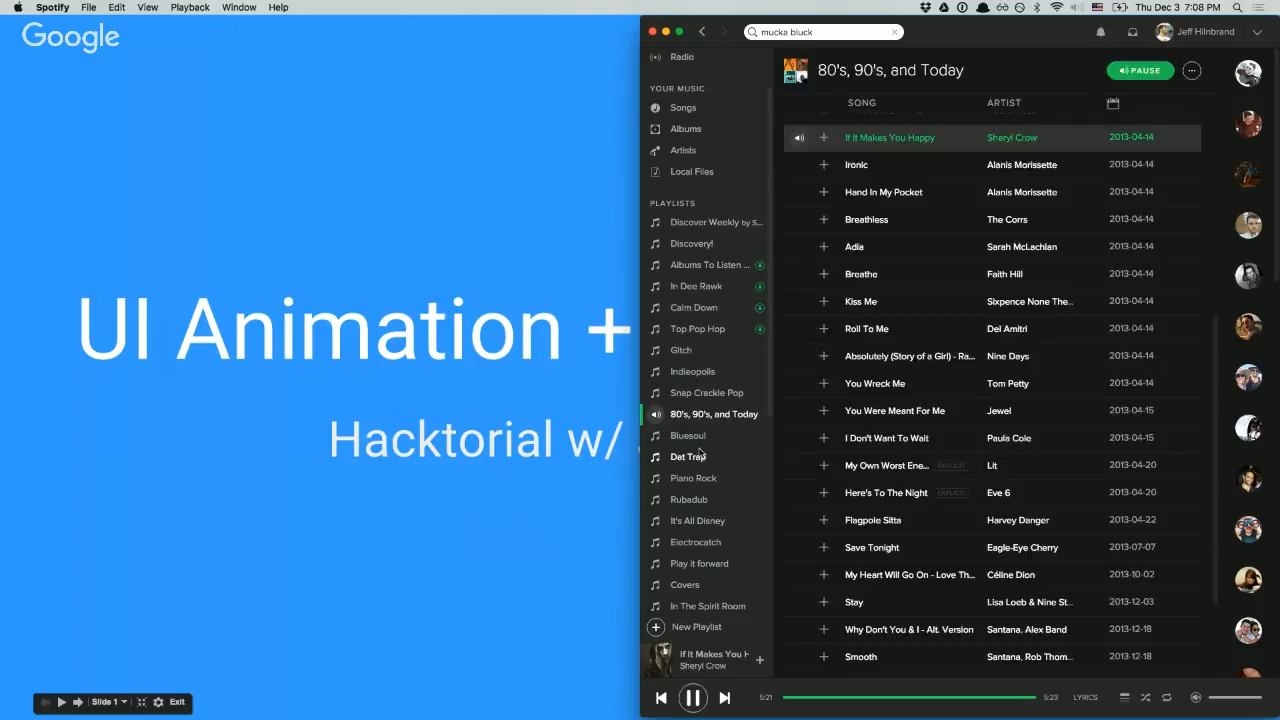 Spotify File Edit View Playback Window Help
Thu Dec 3 7:08 PM
Google
UI Animation +
Hacktorial w/
Slide 1
Exit
mucka bluck
Jeff Hilnbrand
Radio
YOUR MUSIC
Songs
Albums
Artists
Local Files
PLAYLISTS
Discover Weekly by S...
Discovery!
Albums To Listen ...
In Dee Rawk
Calm Down
Top Pop Hop
Glitch
Indieopolis
Snap Crackle Pop
80's, 90's, and Today
Bluesoul
Dat Trap
Piano Rock
Rubadub
It's All Disney
Electrocatch
Play it forward
Covers
In The Spirit Room
New Playlist
If It Makes You H
Sheryl Crow
80's, 90's, and Today
PAUSE
SONG ARTIST
If It Makes You Happy Sheryl Crow 2013-04-14
Ironic Alanis Morissette 2013-04-14
Hand In My Pocket Alanis Morissette 2013-04-14
Breathless The Corrs 2013-04-14
Adia Sarah McLachlan 2013-04-14
Breathe Faith Hill 2013-04-14
Kiss Me Sixpence None The... 2013-04-14
Roll To Me Del Amitri 2013-04-14
Absolutely (Story of a Girl) - Ra... Nine Days 2013-04-14
You Wreck Me Tom Petty 2013-04-14
You Were Meant For Me Jewel 2013-04-15
I Don't Want To Wait Paula Cole 2013-04-15
My Own Worst Ene... EXPLICIT Lit 2013-04-20
Here's To The Night EXPLICIT Eve 6 2013-04-20
Flagpole Sitta Harvey Danger 2013-04-22
Save Tonight Eagle-Eye Cherry 2013-07-07
My Heart Will Go On - Love Th... Céline Dion 2013-10-02
Stay Lisa Loeb & Nine St... 2013-12-03
Why Don't You & I - Alt. Version Santana, Alex Band 2013-12-18
Smooth Santana, Rob Thom... 2013-12-18
5:21 5:23 LYRICS